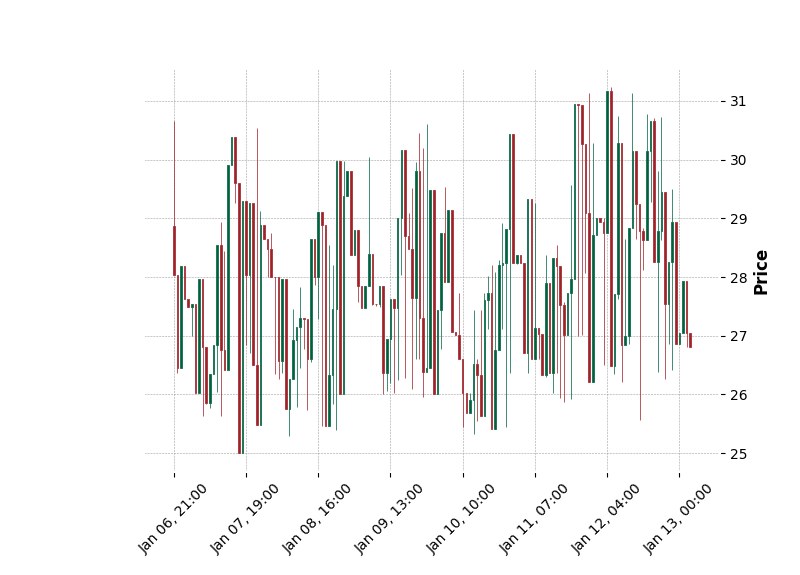 31
30
29
28
27
26
25
Price
Jan 06, 21:00
Jan 07, 19:00
Jan 08, 16:00
Jan 09, 13:00
Jan 10, 10:00
Jan 11, 07:00
Jan 12, 04:00
Jan 13, 00:00